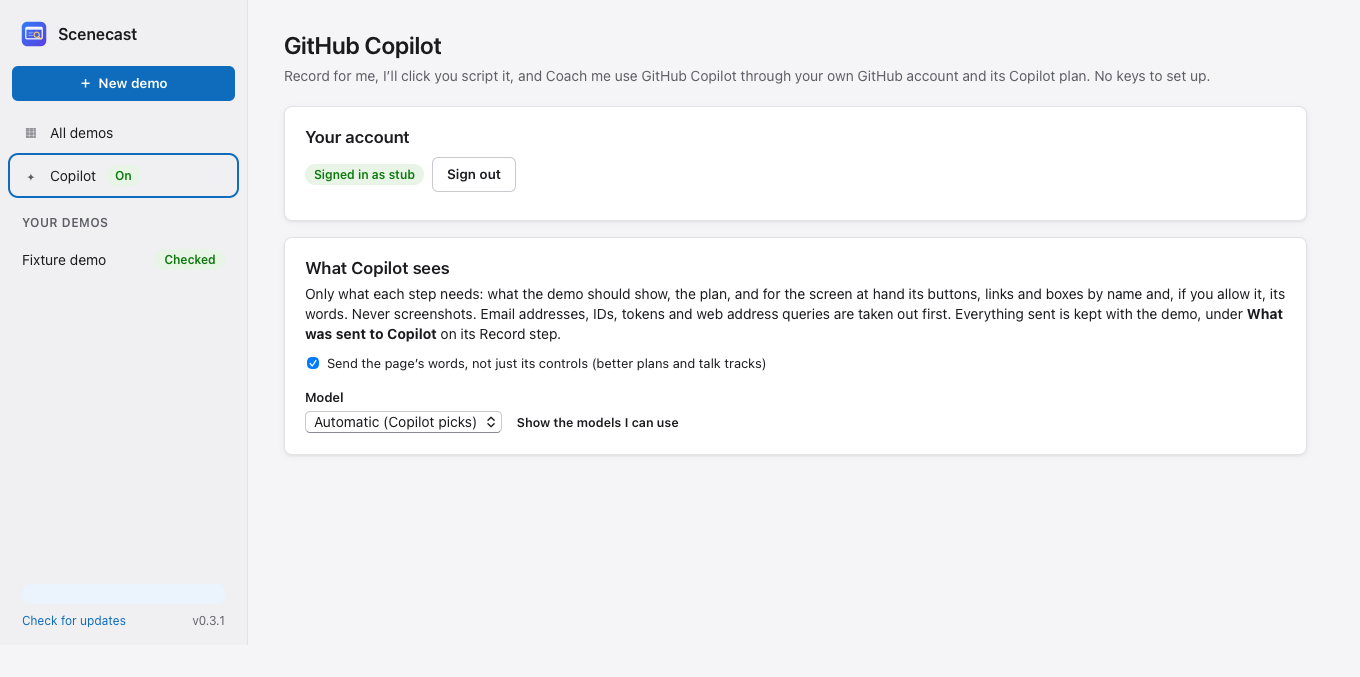 Scenecast
+ New demo
All demos
Copilot On
YOUR DEMOS
Fixture demo Checked
Check for updates v0.3.1
GitHub Copilot
Record for me, I’ll click you script it, and Coach me use GitHub Copilot through your own GitHub account and its Copilot plan. No keys to set up.
Your account
Signed in as stub Sign out
What Copilot sees
Only what each step needs: what the demo should show, the plan, and for the screen at hand its buttons, links and boxes by name and, if you allow it, its
words. Never screenshots. Email addresses, IDs, tokens and web address queries are taken out first. Everything sent is kept with the demo, under What
was sent to Copilot on its Record step.
Send the page’s words, not just its controls (better plans and talk tracks)
Model
Automatic (Copilot picks) Show the models I can use